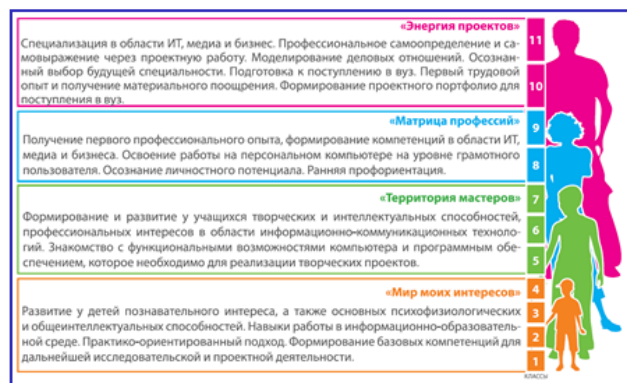 «Энергия проектов»
11
Специализация в области ИТ, медиа и бизнес. Профессиональное самоопределение и са-
мовыражение через проектную работу. Моделирование деловых отношений. Осознан-
ный выбор будущей специальности. Подготовка к поступлению в вуз. Первый трудовой
опыт и получение материального поощрения. Формирование проектного портфолио для
поступления в вуз.
10
«Матрица профессий»
9
Получение первого профессионального опыта, формирование компетенций в области ИТ,
медиа и бизнеса. Освоение работы на персональном компьютере на уровне грамотного
пользователя. Осознание личностного потенциала. Ранняя профориентация.
8
«Территория мастеров»
7
Формирование и развитие у учащихся творческих и интеллектуальных способностей,
профессиональных интересов в области информационно-коммуникационных техноло-
гий. Знакомство с функциональными возможностями компьютера и программным обе-
спечением, которое необходимо для реализации творческих проектов.
6
5
«Мир моих интересов»
4
Развитие у детей познавательного интереса, а также основных психофизиологических
и общеинтеллектуальных способностей. Навыки работы в информационно-образователь-
ной среде. Практико-ориентированный подход. Формирование базовых компетенций для
дальнейшей исследовательской и проектной деятельности.
3
2
1
КЛАССЫ